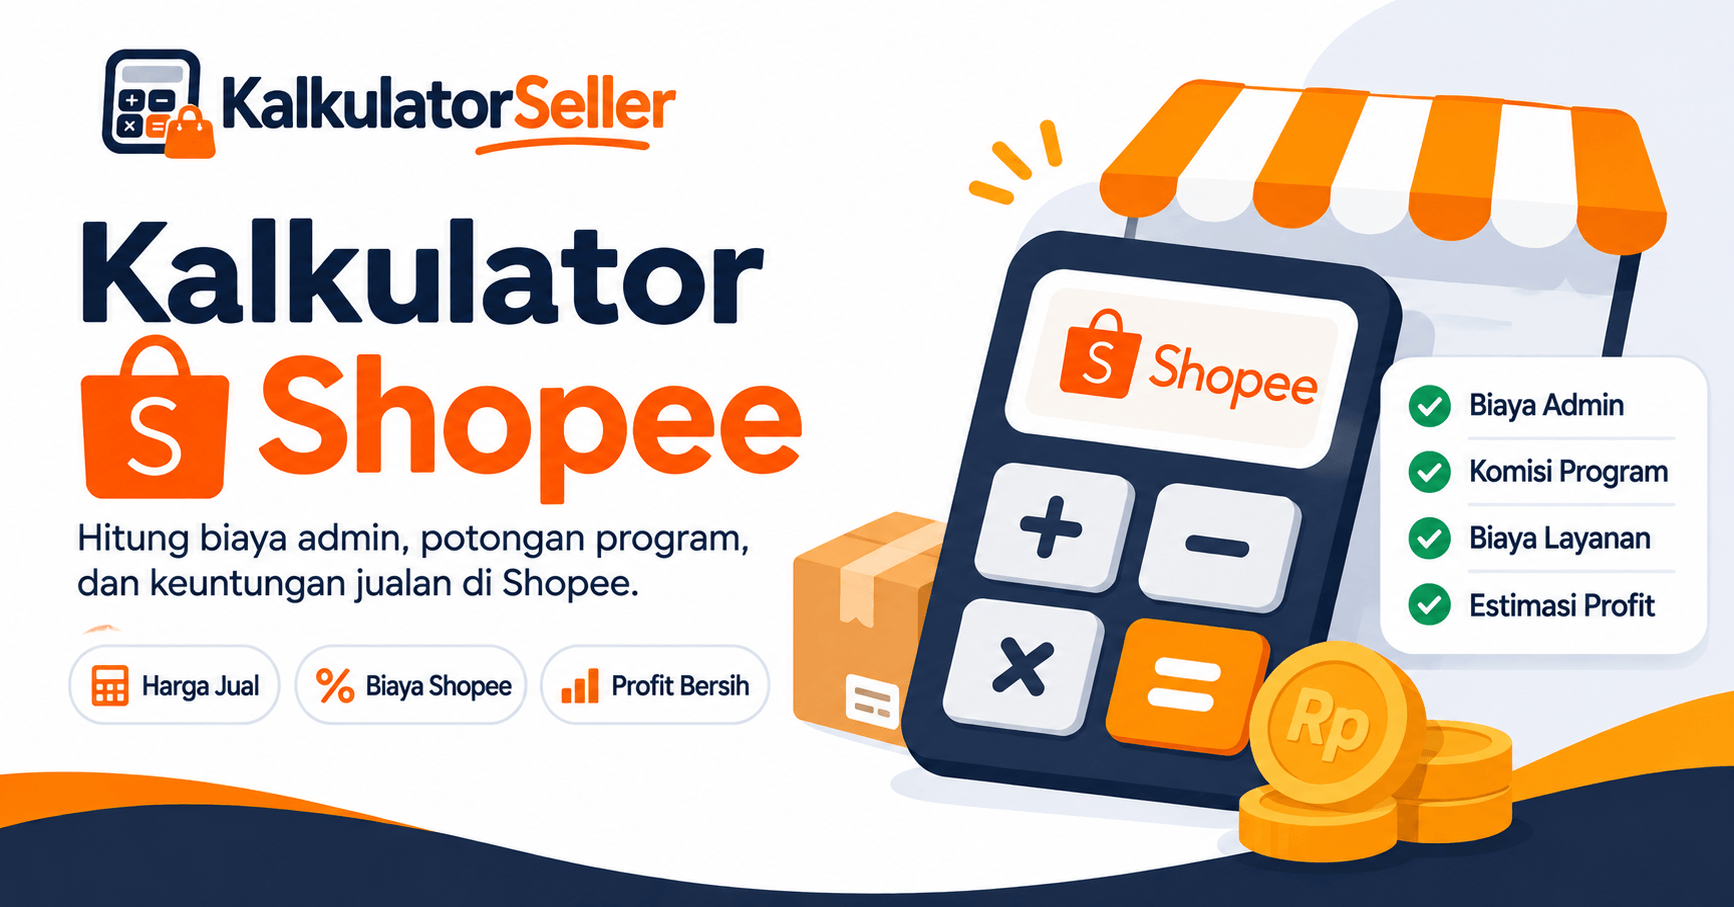 KalkulatorSeller
Kalkulator
S Shopee
Hitung biaya admin, potongan program,
dan keuntungan jualan di Shopee.
Harga Jual
Biaya Shopee
Profit Bersih
S Shopee
Biaya Admin
Komisi Program
Biaya Layanan
Estimasi Profit
Rp